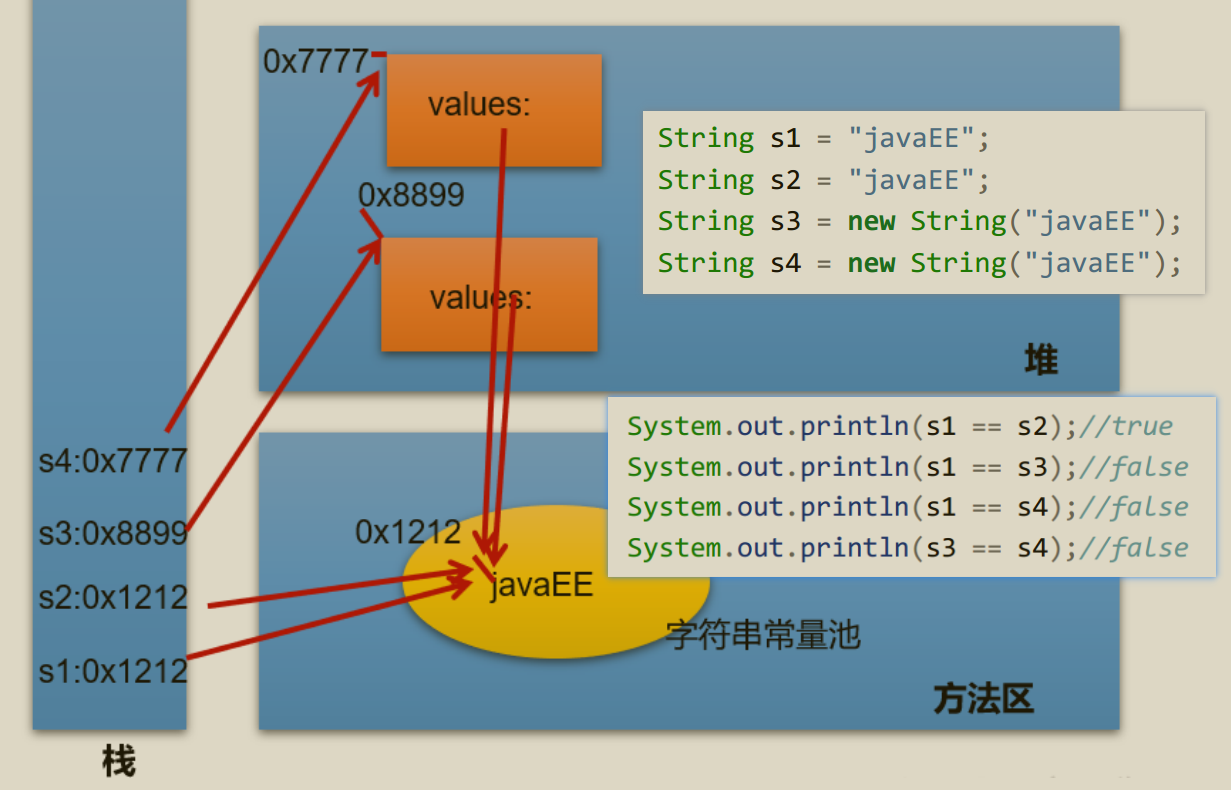 0x7777
values:
0x8899
values:
String s1 = "javaEE";
String s2 = "javaEE";
String s3 = new String("javaEE");
String s4 = new String("javaEE");
堆
System.out.println(s1 == s2);//true
System.out.println(s1 == s3);//false
System.out.println(s1 == s4);//false
System.out.println(s3 == s4);//false
s4:0x7777
s3:0x8899
s2:0x1212
s1:0x1212
栈
0x1212
javaEE
字符串常量池
方法区